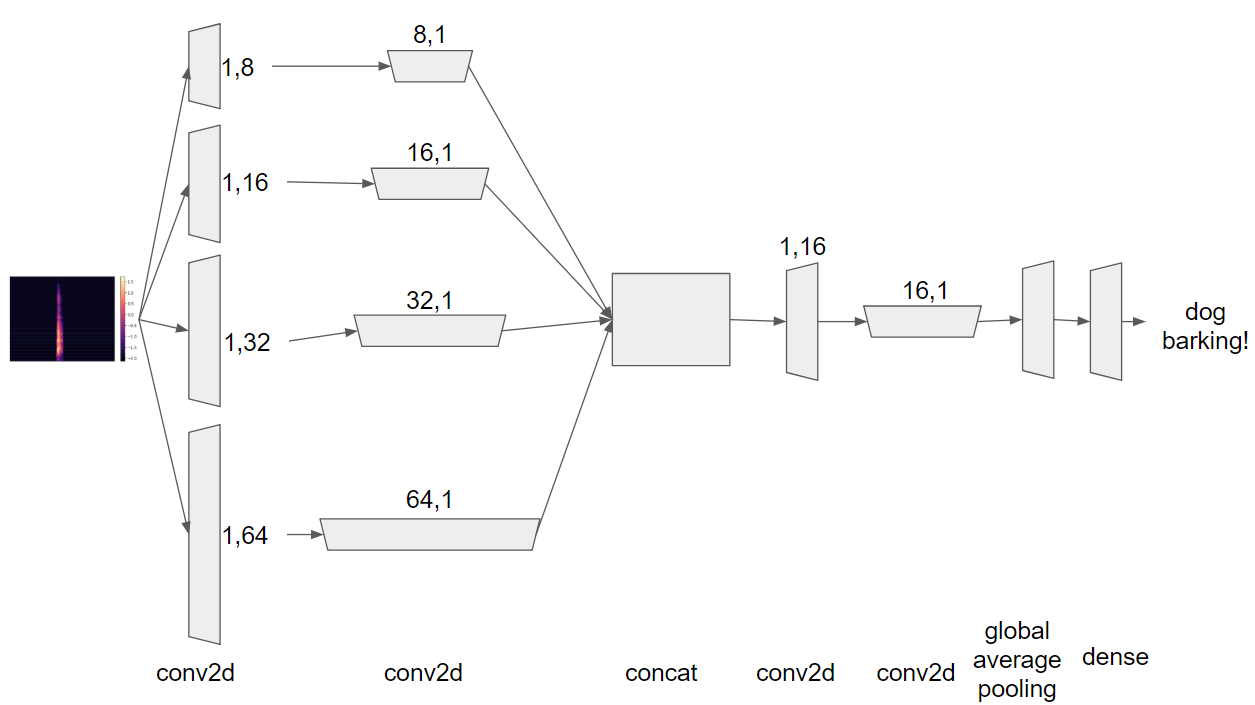 8,1
1,8
16,1
1,16
32,1
1,32
64,1
1,64
1,16
16,1
dog
barking!
conv2d
conv2d
concat
conv2d
conv2d
global
average
pooling
dense